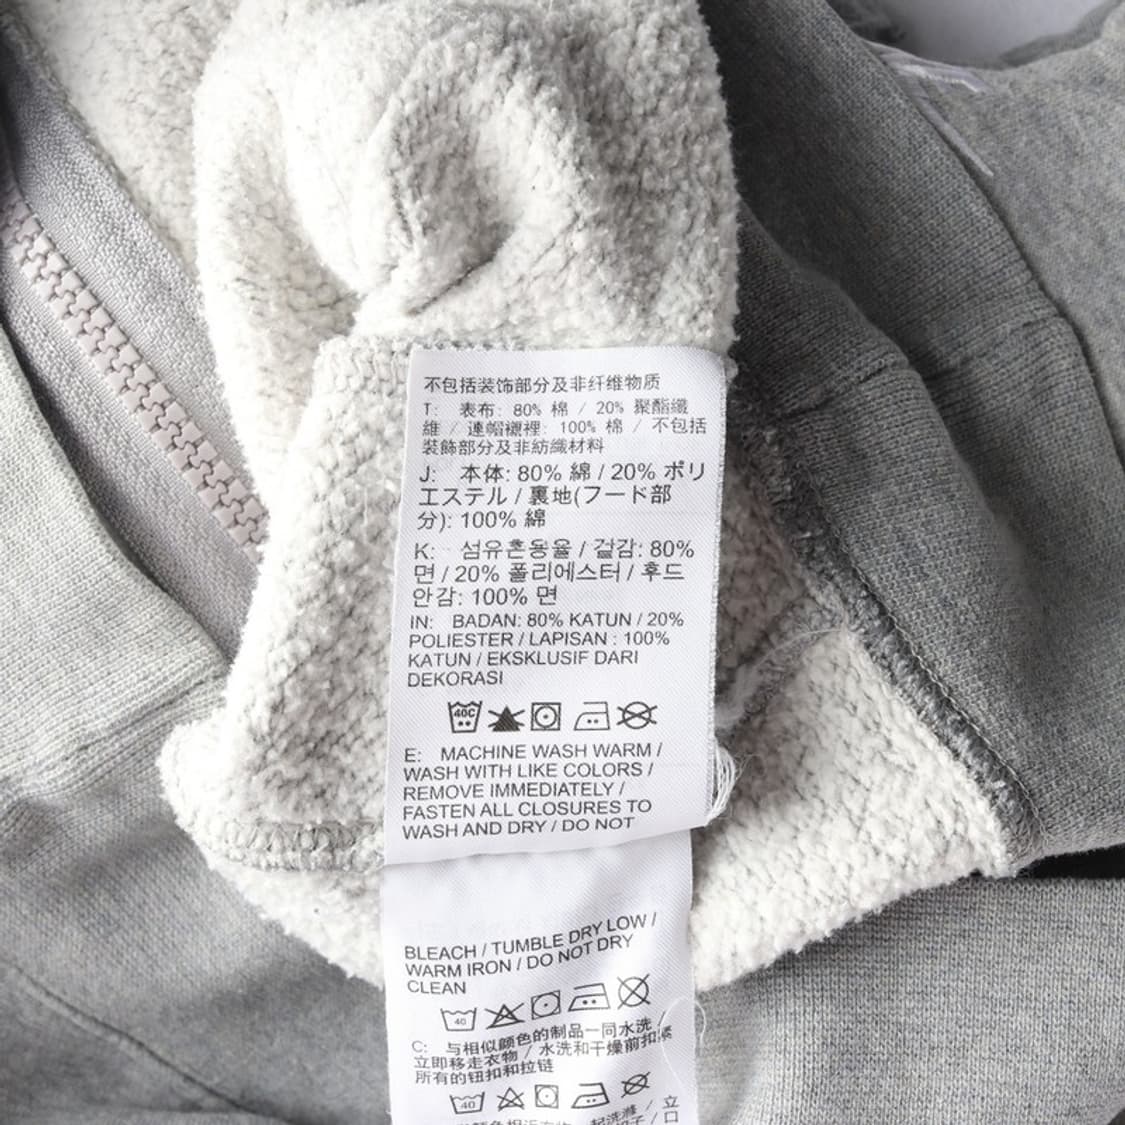 不包括装饰部分及非纤维物质
T: 表布: 80% 棉 / 20% 聚酯纖
維 / 連帽襯裡: 100% 棉 / 不包括
裝飾部分及非紡織材料
J: 本体: 80% 綿 / 20% ポリ
エステル / 裏地(フード部
分): 100% 綿
K: 섬유혼용율 / 겉감: 80%
면 / 20% 폴리에스터 / 후드
안감: 100% 면
IN: BADAN: 80% KATUN / 20%
POLIESTER / LAPISAN : 100%
KATUN / EKSKLUSIF DARI
DEKORASI
40C
E: MACHINE WASH WARM /
WASH WITH LIKE COLORS /
REMOVE IMMEDIATELY /
FASTEN ALL CLOSURES TO
WASH AND DRY / DO NOT
BLEACH / TUMBLE DRY LOW /
WARM IRON / DO NOT DRY
CLEAN
40
C: 与相似颜色的制品一同水洗 /
立即移走衣物 / 水洗和干燥前扣紧
所有的钮扣和拉链
40